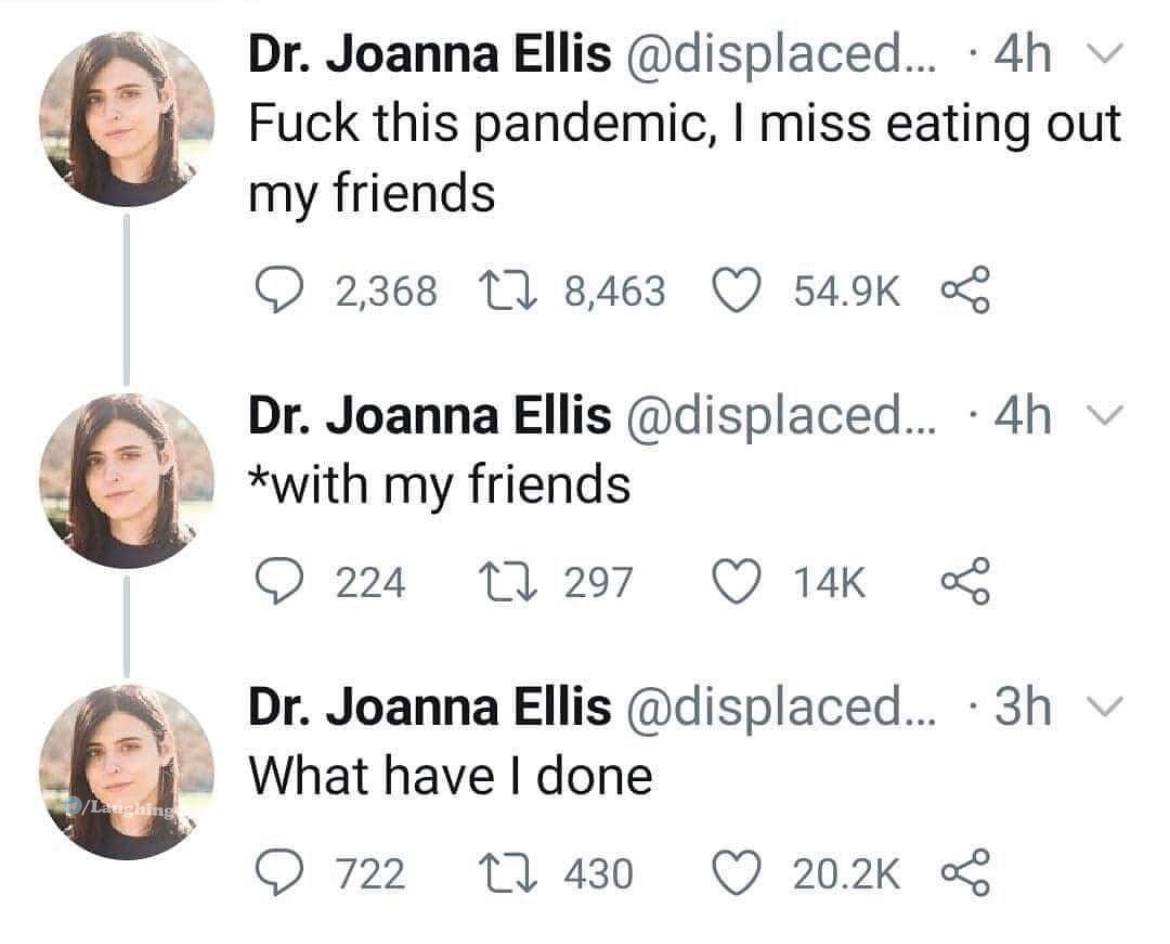 Dr. Joanna Ellis @displaced... · 4h
Fuck this pandemic, I miss eating out
my friends
2,368 8,463 54.9K
Dr. Joanna Ellis @displaced... · 4h
*with my friends
224 297 14K
Dr. Joanna Ellis @displaced... · 3h
What have I done
/Laughing
722 430 20.2K